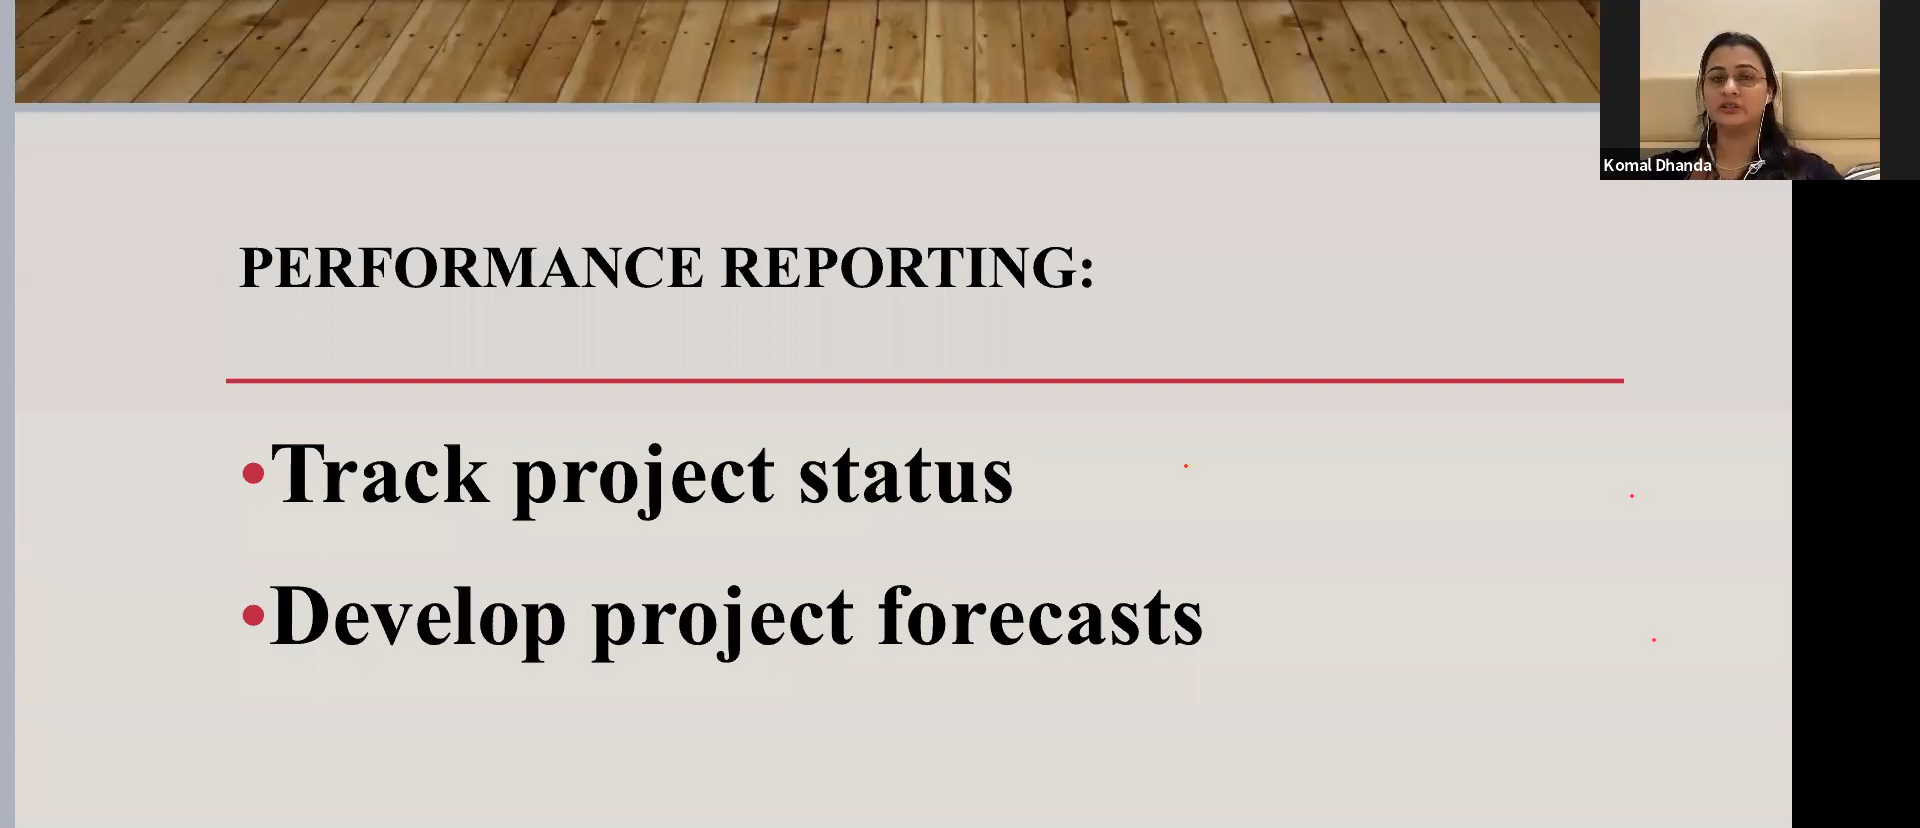 Komal Dhanda
PERFORMANCE REPORTING:
•Track project status
•Develop project forecasts